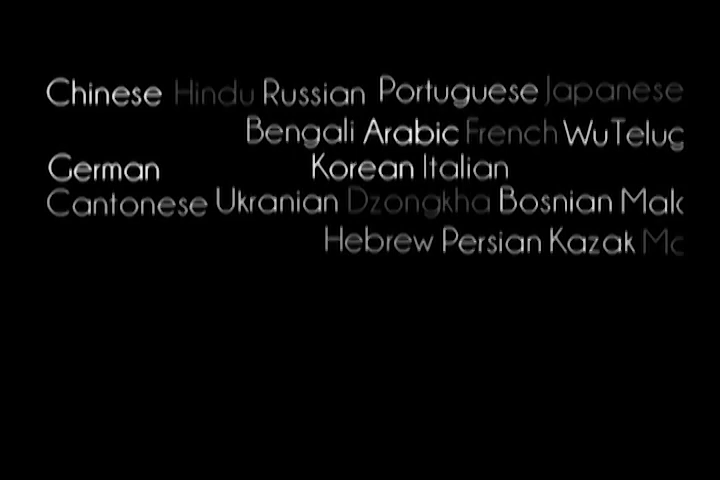 Chinese Hindu Russian Portuguese Japanese
Bengali Arabic French Wu Telug
German Korean Italian
Cantonese Ukranian Dzongkha Bosnian
Hebrew Persian Kazak